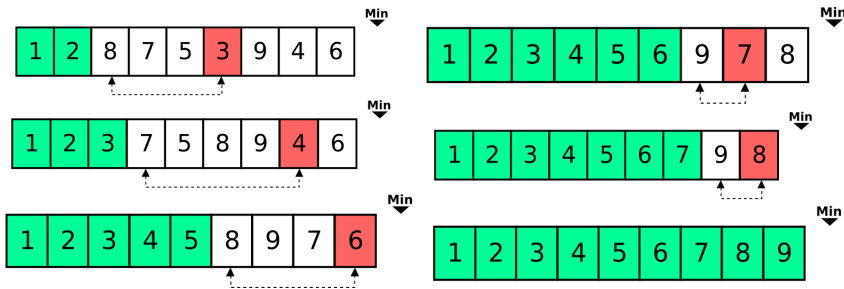 Min
1 2 8 7 5 3 9 4 6
Min
1 2 3 7 5 8 9 4 6
Min
1 2 3 4 5 8 9 7 6
Min
1 2 3 4 5 6 9 7 8
Min
1 2 3 4 5 6 7 9 8
Min
1 2 3 4 5 6 7 8 9